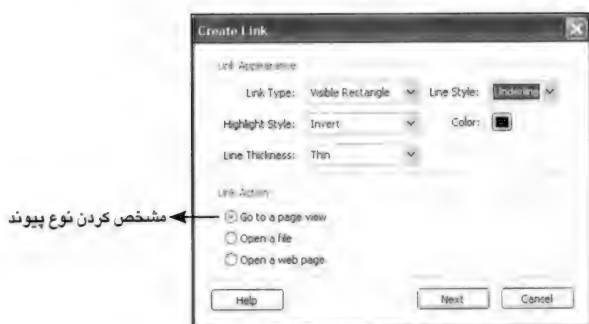 Create Link
Link Appearance
Link Type: Visible Rectangle Line Style: Underline
Highlight Style: Invert Color:
Line Thickness: Thin
Link Action
مشخص کردن نوع پیوند Go to a page view
Open a file
Open a web page
Help Next Cancel